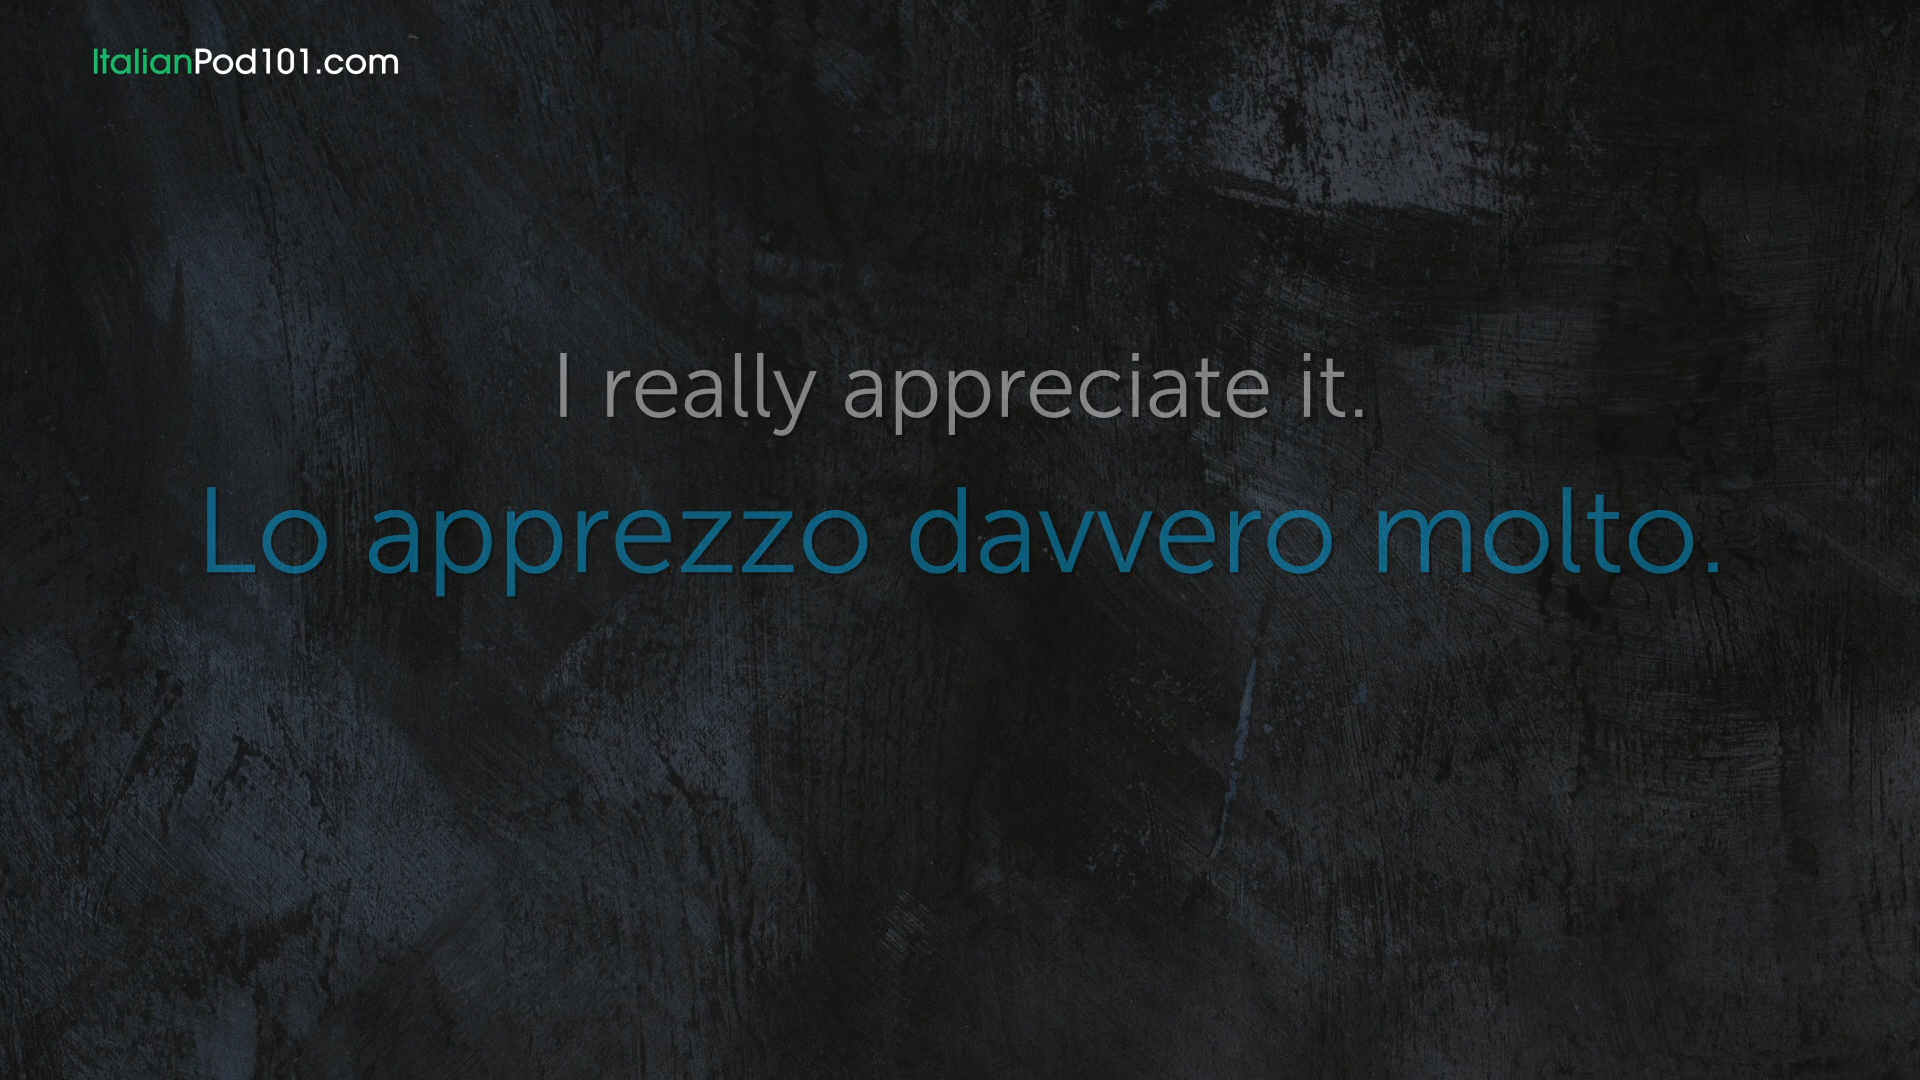 ItalianPod101.com
I really appreciate it.
Lo apprezzo davvero molto.